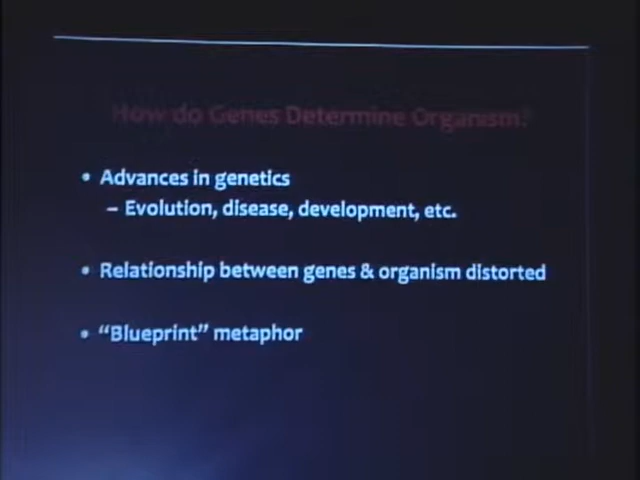 How do Genes Determine Organism?
• Advances in genetics
– Evolution, disease, development, etc.
• Relationship between genes & organism distorted
• “Blueprint” metaphor